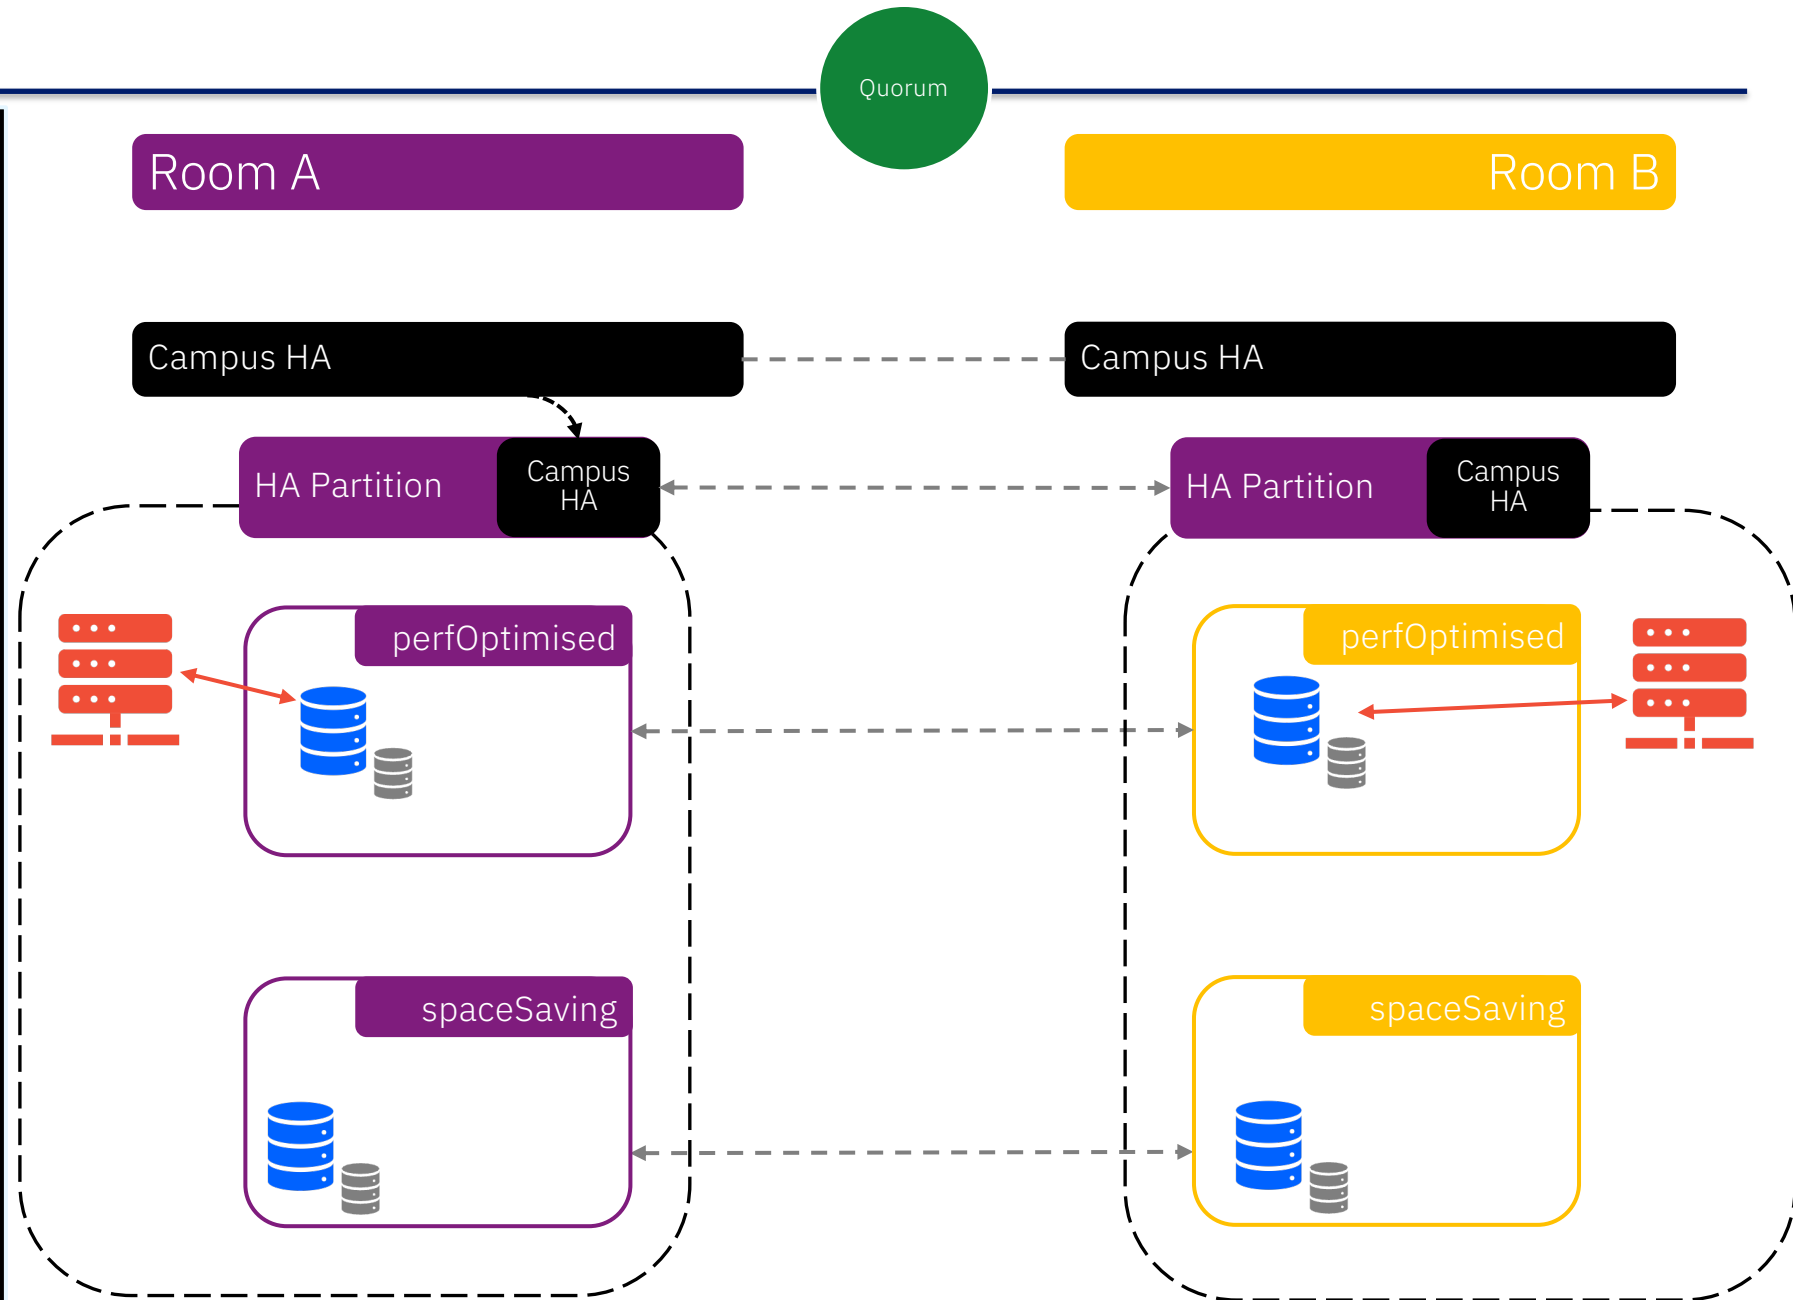 Quorum
Room A
Room B
Campus HA
Campus HA
HA Partition
Campus
HA
HA Partition
Campus
HA
perfOptimised
perfOptimised
spaceSaving
spaceSaving